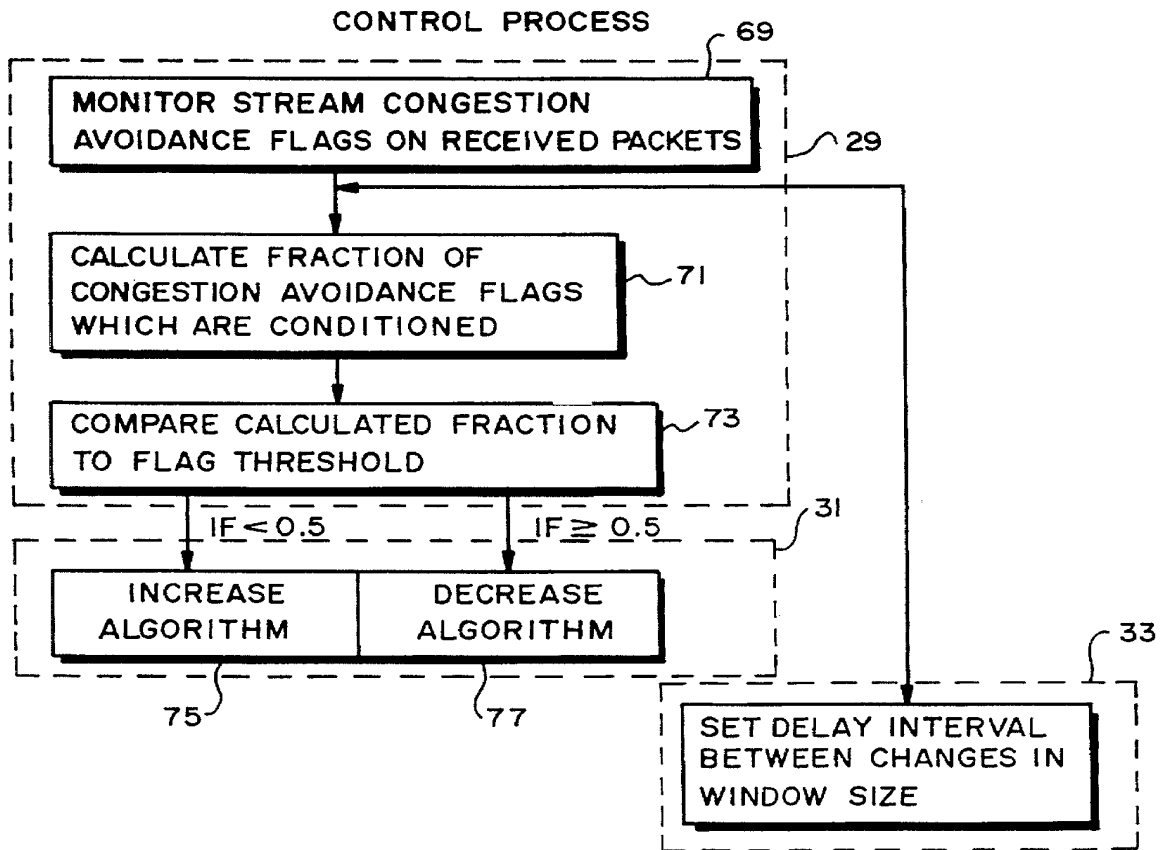 CONTROL PROCESS
69
MONITOR STREAM CONGESTION
AVOIDANCE FLAGS ON RECEIVED PACKETS
29
CALCULATE FRACTION OF
CONGESTION AVOIDANCE FLAGS
WHICH ARE CONDITIONED
71
COMPARE CALCULATED FRACTION
TO FLAG THRESHOLD
73
IF < 0.5
IF ≧ 0.5
31
INCREASE
ALGORITHM
DECREASE
ALGORITHM
75
77
33
SET DELAY INTERVAL
BETWEEN CHANGES IN
WINDOW SIZE